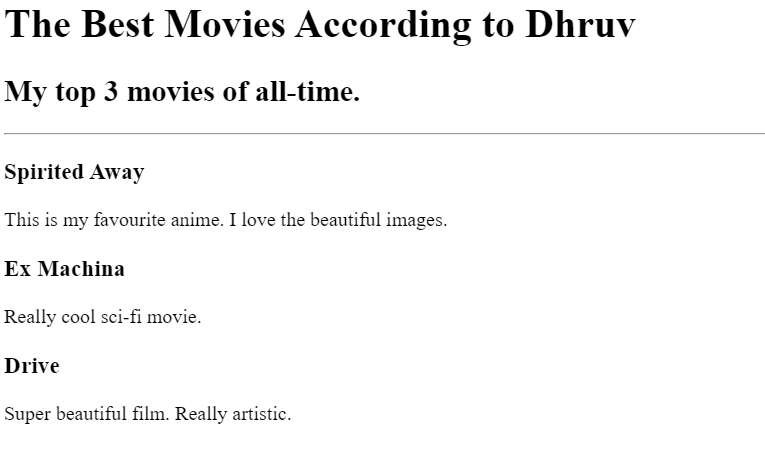 The Best Movies According to Dhruv
My top 3 movies of all-time.
Spirited Away
This is my favourite anime. I love the beautiful images.
Ex Machina
Really cool sci-fi movie.
Drive
Super beautiful film. Really artistic.